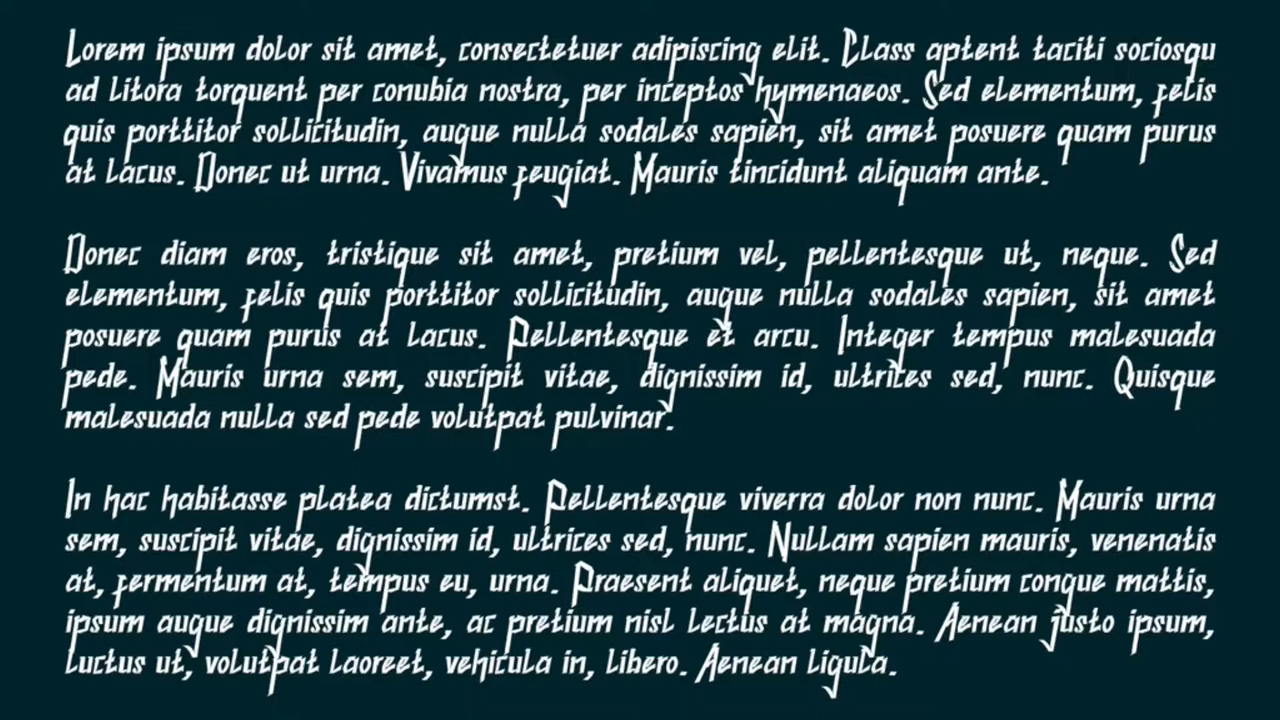 Lorem ipsum dolor sit amet, consectetuer adipiscing elit. Class aptent taciti sociosqu
ad litora torquent per conubia nostra, per inceptos hymenaeos. Sed elementum, felis
quis porttitor sollicitudin, augue nulla sodales sapien, sit amet posuere quam purus
at lacus. Donec ut urna. Vivamus feugiat. Mauris tincidunt aliquam ante.
Donec diam eros, tristique sit amet, pretium vel, pellentesque ut, neque. Sed
elementum, felis quis porttitor sollicitudin, augue nulla sodales sapien, sit amet
posuere quam purus at lacus. Pellentesque et arcu. Integer tempus malesuada
pede. Mauris urna sem, suscipit vitae, dignissim id, ultrices sed, nunc. Quisque
malesuada nulla sed pede volutpat pulvinar.
In hac habitasse platea dictumst. Pellentesque viverra dolor non nunc. Mauris urna
sem, suscipit vitae, dignissim id, ultrices sed, nunc. Nullam sapien mauris, venenatis
at, fermentum at, tempus eu, urna. Praesent aliquet, neque pretium congue mattis,
ipsum augue dignissim ante, ac pretium nisl lectus at magna. Aenean justo ipsum,
luctus ut, volutpat laoreet, vehicula in, libero. Aenean ligula.